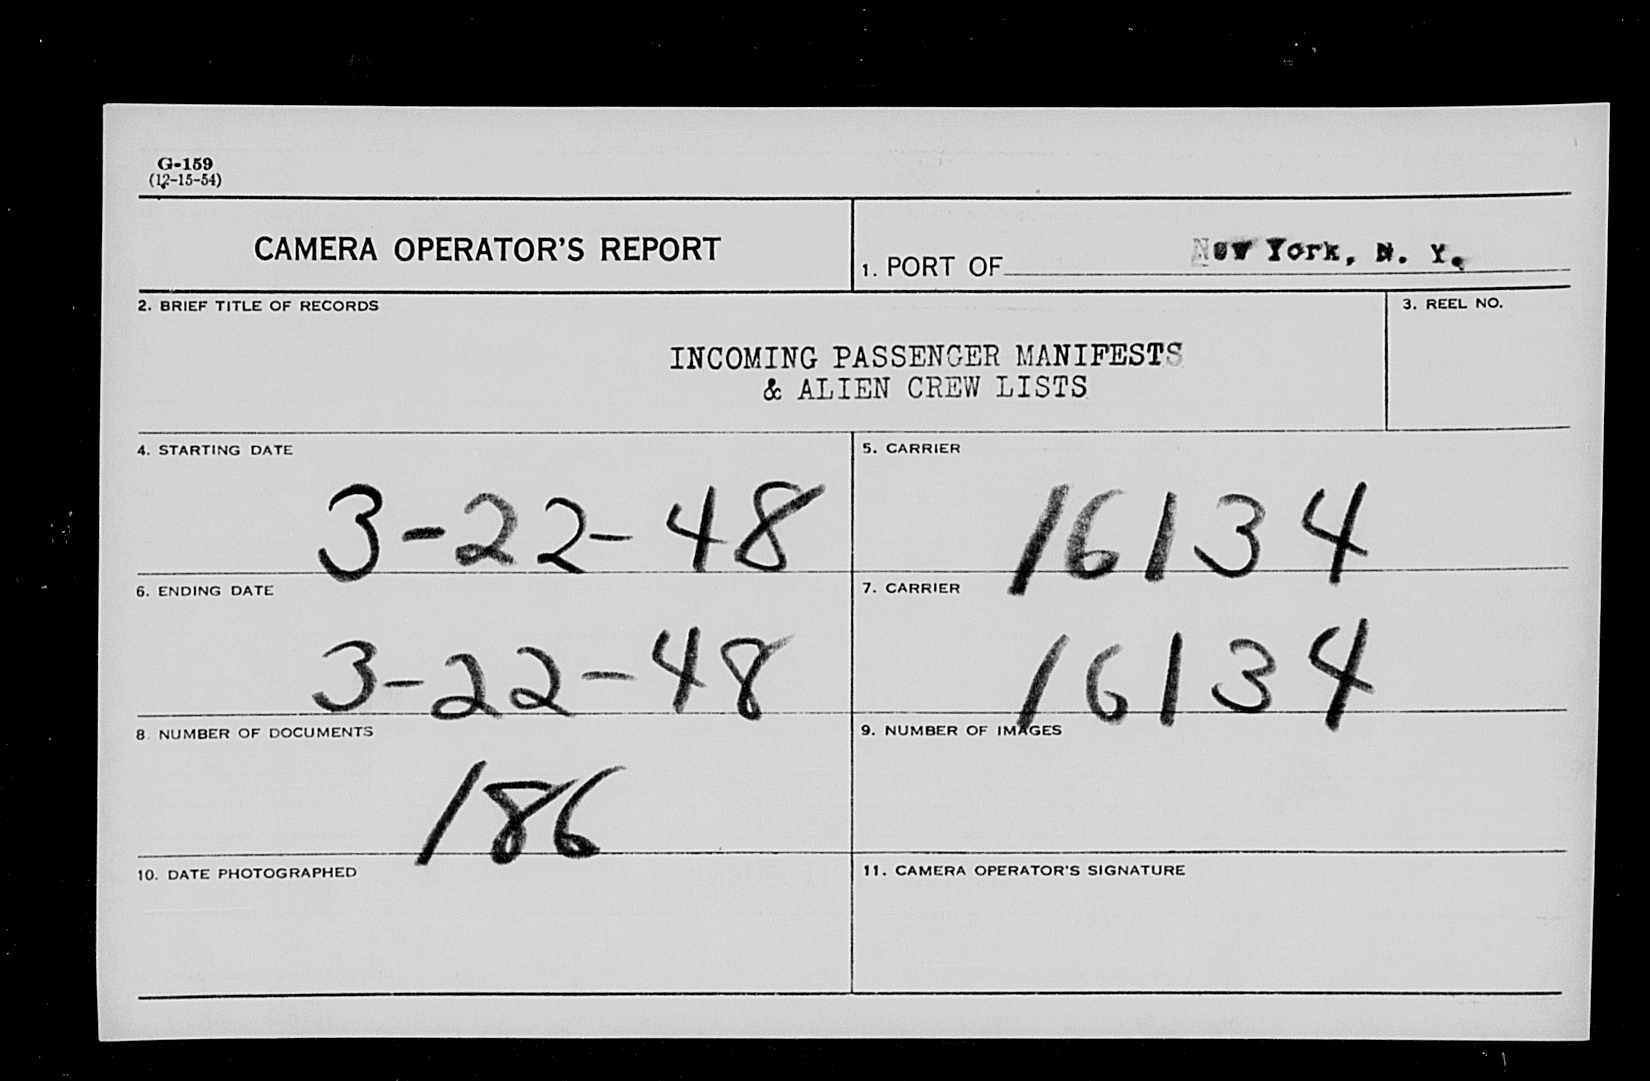 G-159
(12-15-54)
CAMERA OPERATOR'S REPORT
1. PORT OF New York, N. Y.
2. BRIEF TITLE OF RECORDS
3. REEL NO.
INCOMING PASSENGER MANIFESTS
& ALIEN CREW LISTS
4. STARTING DATE
3-22-48
5. CARRIER
16134
6. ENDING DATE
3-22-48
7. CARRIER
16134
8. NUMBER OF DOCUMENTS
186
9. NUMBER OF IMAGES
10. DATE PHOTOGRAPHED
11. CAMERA OPERATOR'S SIGNATURE